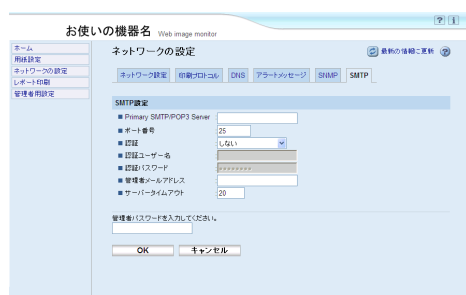 ? i
お使いの機器名 Web image monitor
ホーム
用紙設定
ネットワークの設定
レポート印刷
管理者用設定
ネットワークの設定
最新の情報に更新 ?
ネットワーク設定 印刷プロトコル DNS アラートメッセージ SNMP SMTP
SMTP設定
Primary SMTP/POP3 Server
ポート番号 25
認証 しない
認証ユーザー名
認証パスワード ********
管理者メールアドレス
サーバータイムアウト 20
管理者パスワードを入力してください。
OK キャンセル